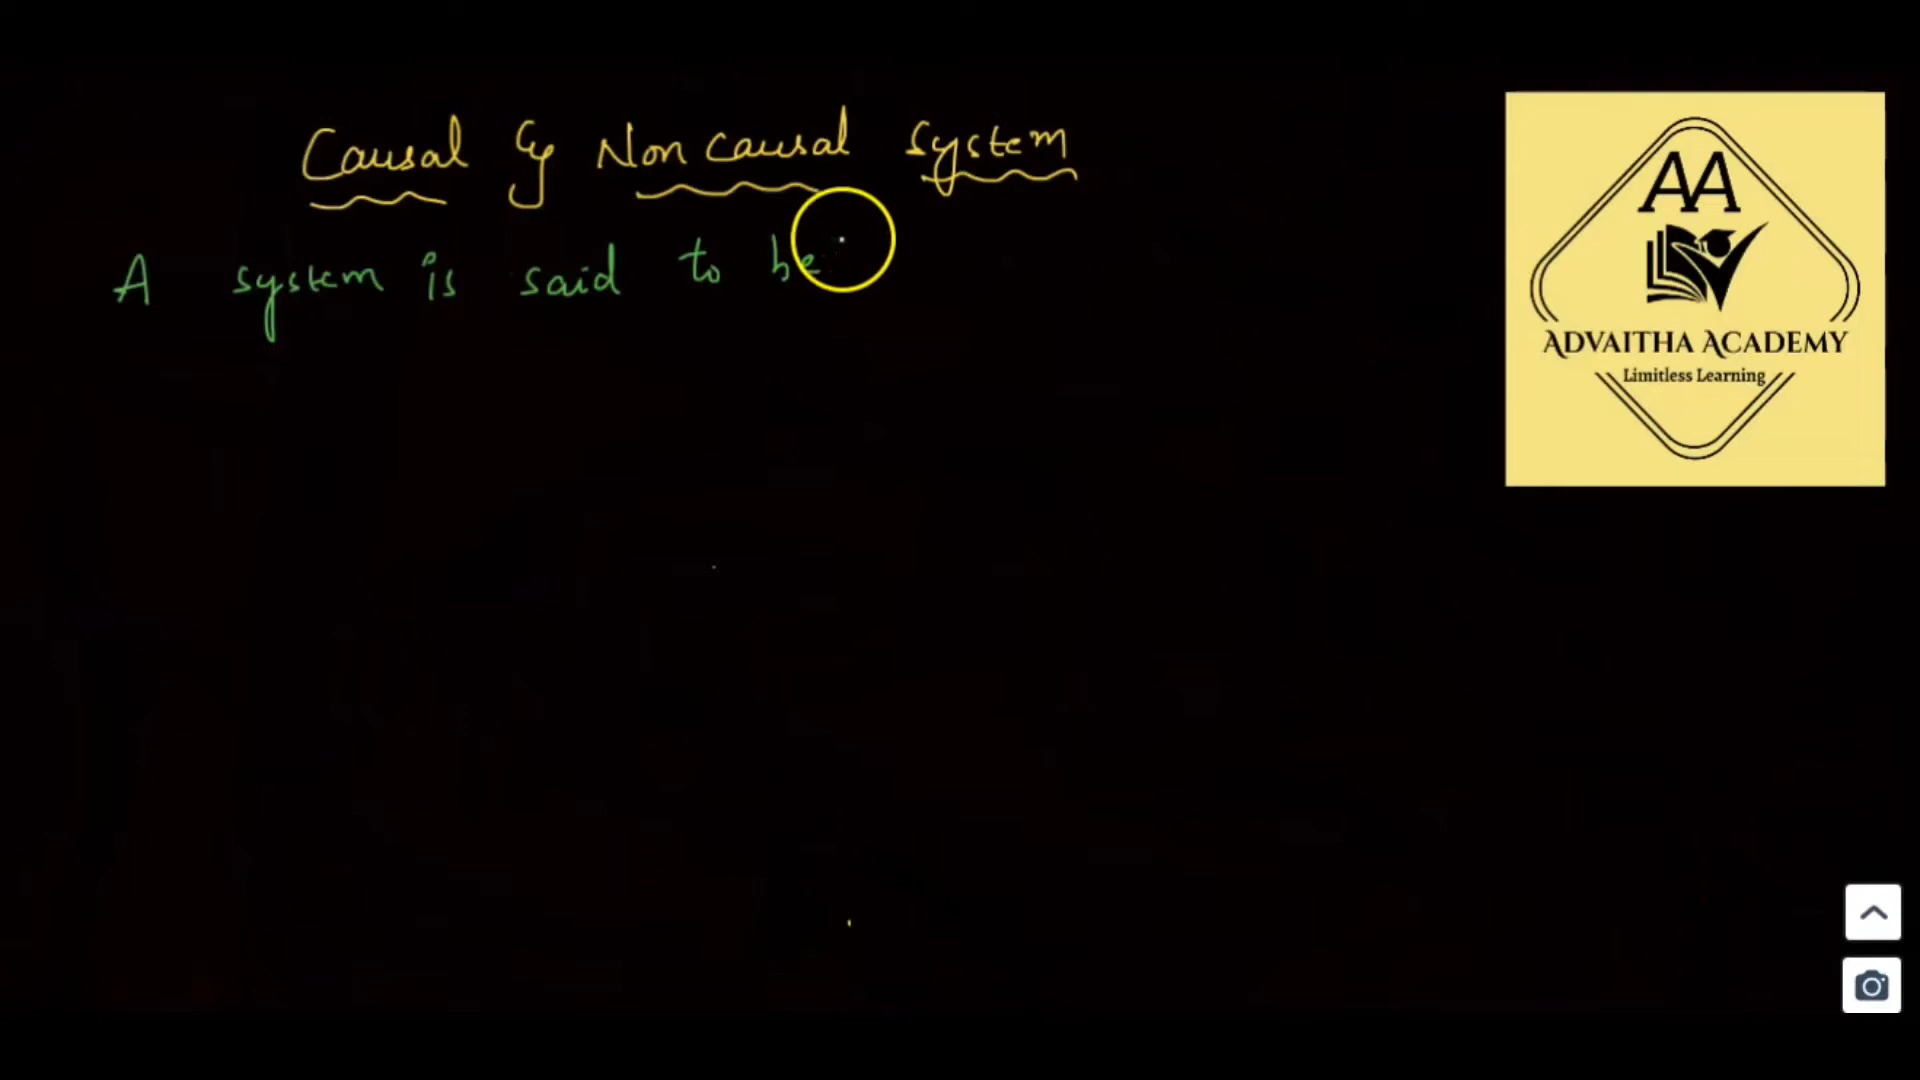 Causal & Non causal system
A system is said to be
AA
ADVAITHA ACADEMY
Limitless Learning